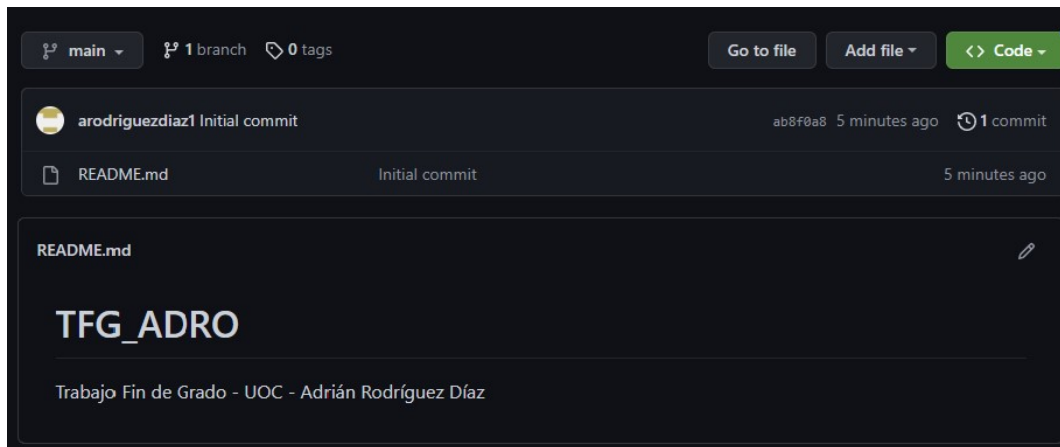 main 1 branch 0 tags Go to file Add file Code
arodriguezdiaz1 Initial commit ab8f0a8 5 minutes ago 1 commit
README.md Initial commit 5 minutes ago
README.md
TFG_ADRO
Trabajo Fin de Grado - UOC - Adrián Rodríguez Díaz